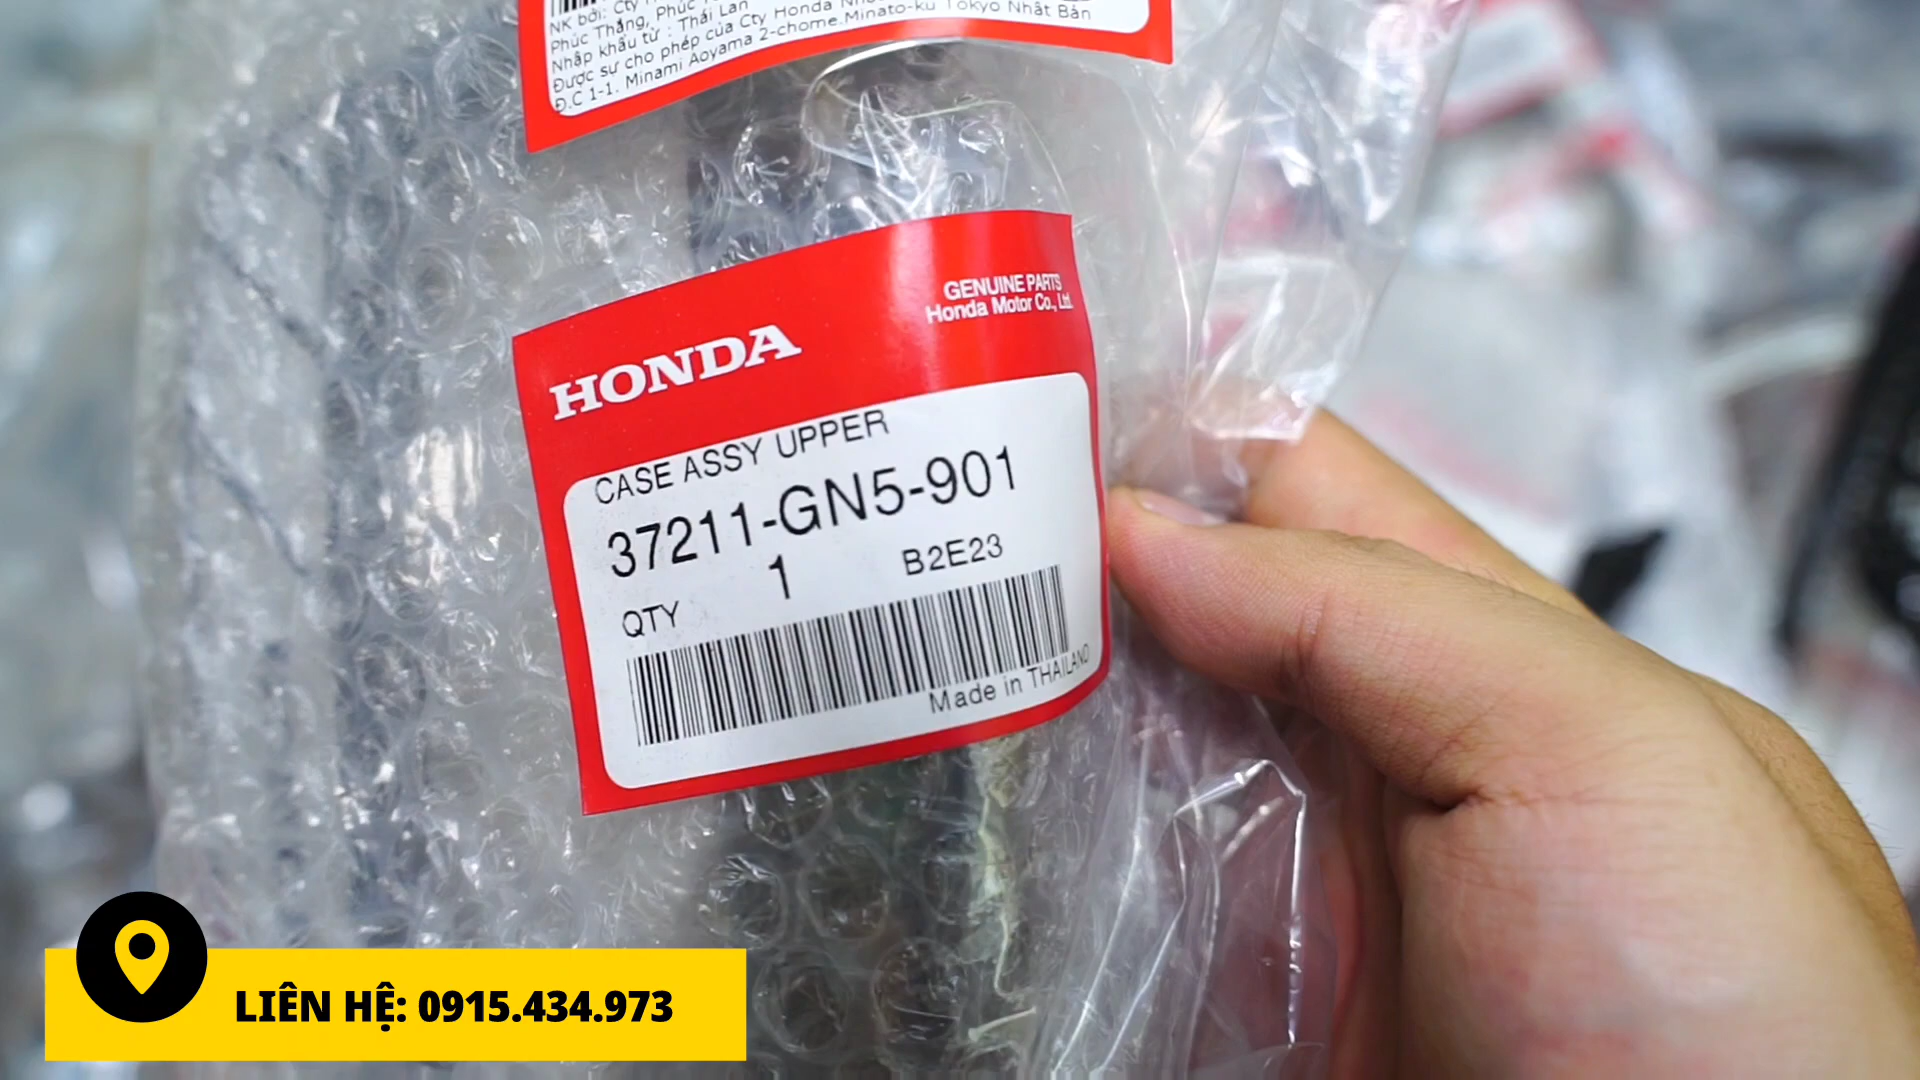 NK bởi: Cty
Phúc Thắng, Phúc
Nhập khẩu từ : Thái Lan
Được sự cho phép của Cty Honda
Đ.C 1-1. Minami Aoyama 2-chome.Minato-ku Tokyo Nhật Bản
GENUINE PARTS
Honda Motor Co., Ltd.
HONDA
CASE ASSY UPPER
37211-GN5-901
1 B2E23
QTY
Made in THAILAND
LIÊN HỆ: 0915.434.973